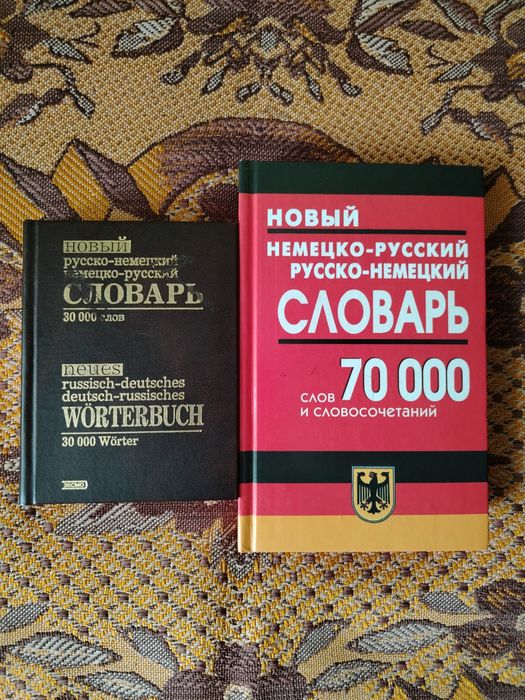 НОВЫЙ
русско-немецкий
немецко-русский
СЛОВАРЬ
30 000 слов
neues
russisch-deutsches
deutsch-russisches
WÖRTERBUCH
30 000 Wörter
ЭКСМО
НОВЫЙ
НЕМЕЦКО-РУССКИЙ
РУССКО-НЕМЕЦКИЙ
СЛОВАРЬ
СЛОВ 70 000
И СЛОВОСОЧЕТАНИЙ